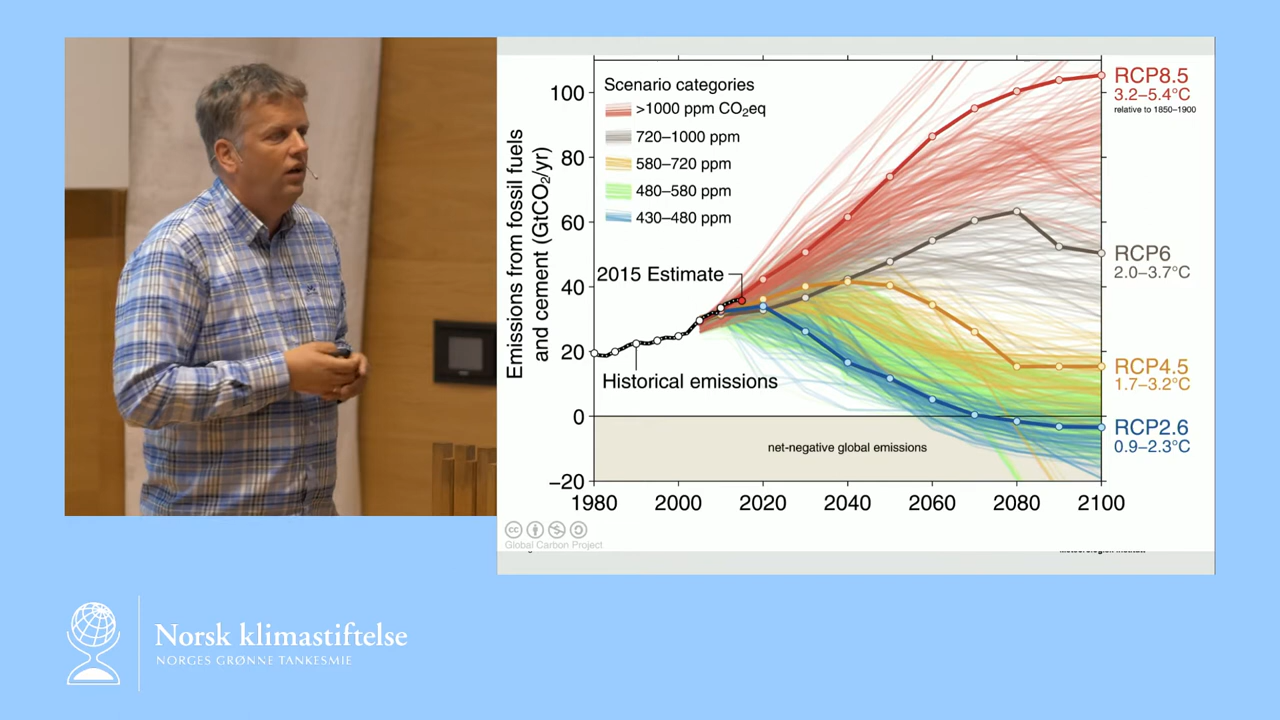 Scenario categories
>1000 ppm CO₂eq
720–1000 ppm
580–720 ppm
480–580 ppm
430–480 ppm
Emissions from fossil fuels
and cement (GtCO₂/yr)
100
80
60
40
20
0
−20
1980
2000
2020
2040
2060
2080
2100
2015 Estimate
Historical emissions
net-negative global emissions
RCP8.5
3.2–5.4°C
relative to 1850–1900
RCP6
2.0–3.7°C
RCP4.5
1.7–3.2°C
RCP2.6
0.9–2.3°C
cc
Global Carbon Project
Norsk klimastiftelse
NORGES GRØNNE TANKESMIE